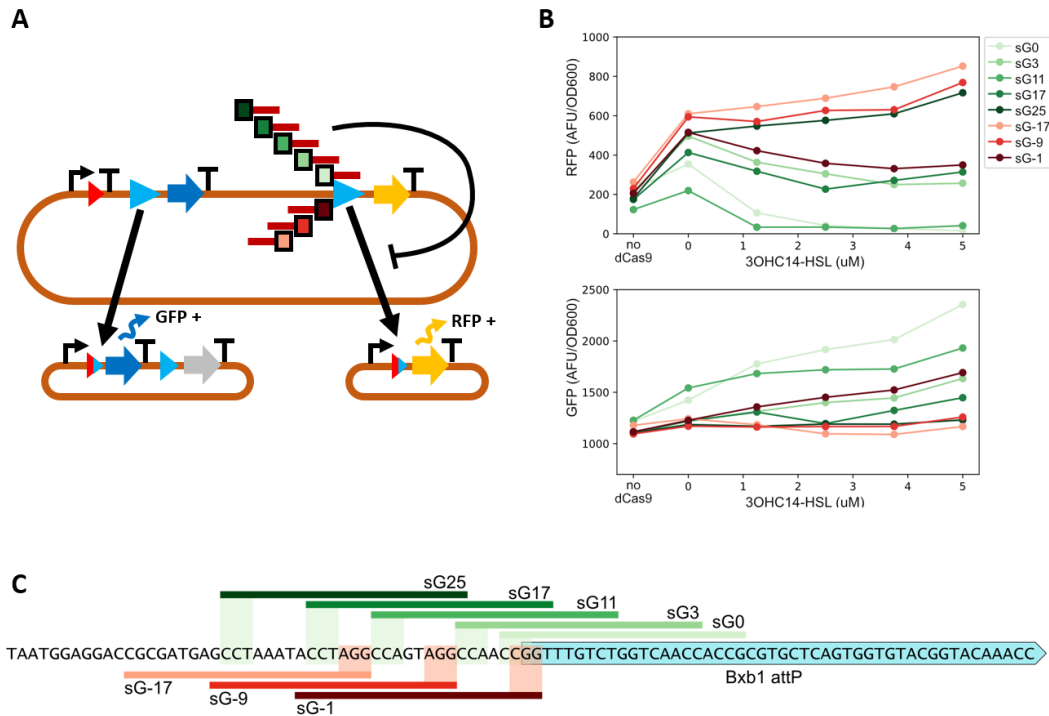 A
GFP +
RFP +
B
RFP (AFU/OD600)
1000
800
600
400
200
0
no dCas9
0
1
2
3
4
5
3OHC14-HSL (uM)
sG0
sG3
sG11
sG17
sG25
sG-17
sG-9
sG-1
GFP (AFU/OD600)
2500
2000
1500
1000
no dCas9
0
1
2
3
4
5
3OHC14-HSL (uM)
C
sG25
sG17
sG11
sG3
sG0
TAATGGAGGACCGCGATGAGCCTAAATACCTAGGCCAGTAGGCCAACCGGTTTGTCTGGTCAACCACCGCGTGCTCAGTGGTGTACGGTACAAACC
Bxb1 attP
sG-17
sG-9
sG-1